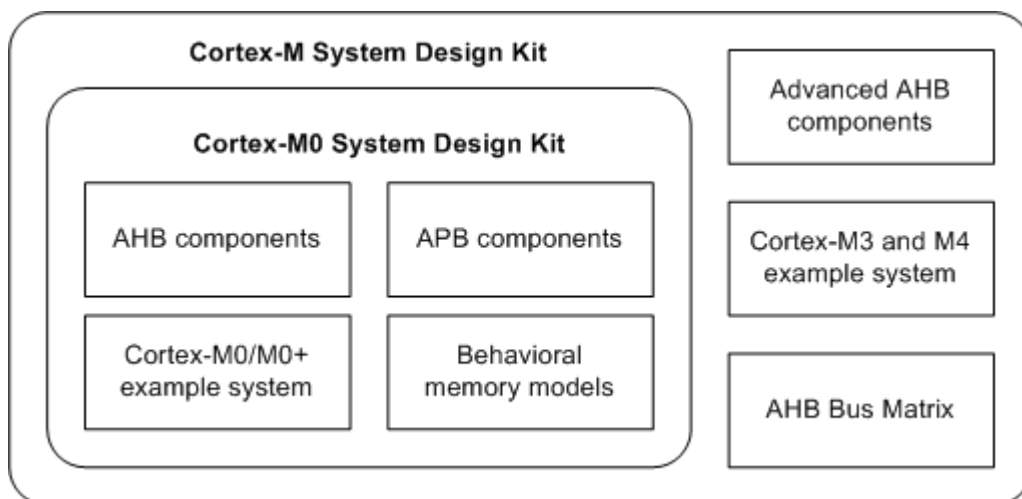 Cortex-M System Design Kit
Cortex-M0 System Design Kit
AHB components
APB components
Cortex-M0/M0+
example system
Behavioral
memory models
Advanced AHB
components
Cortex-M3 and M4
example system
AHB Bus Matrix